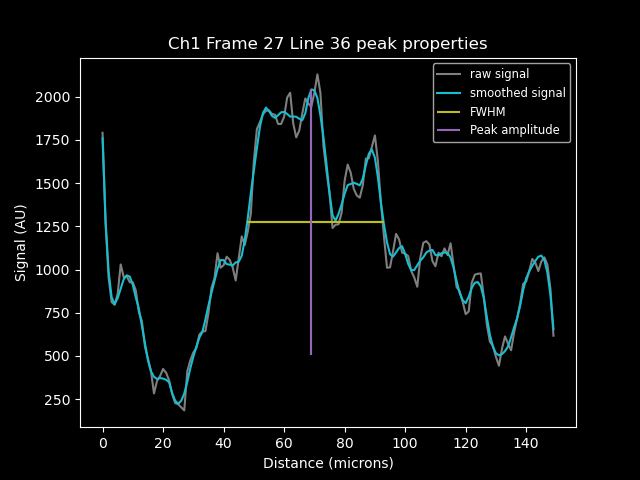 Ch1 Frame 27 Line 36 peak properties
raw signal
smoothed signal
FWHM
Peak amplitude
Signal (AU)
2000
1750
1500
1250
1000
750
500
250
0 20 40 60 80 100 120 140
Distance (microns)